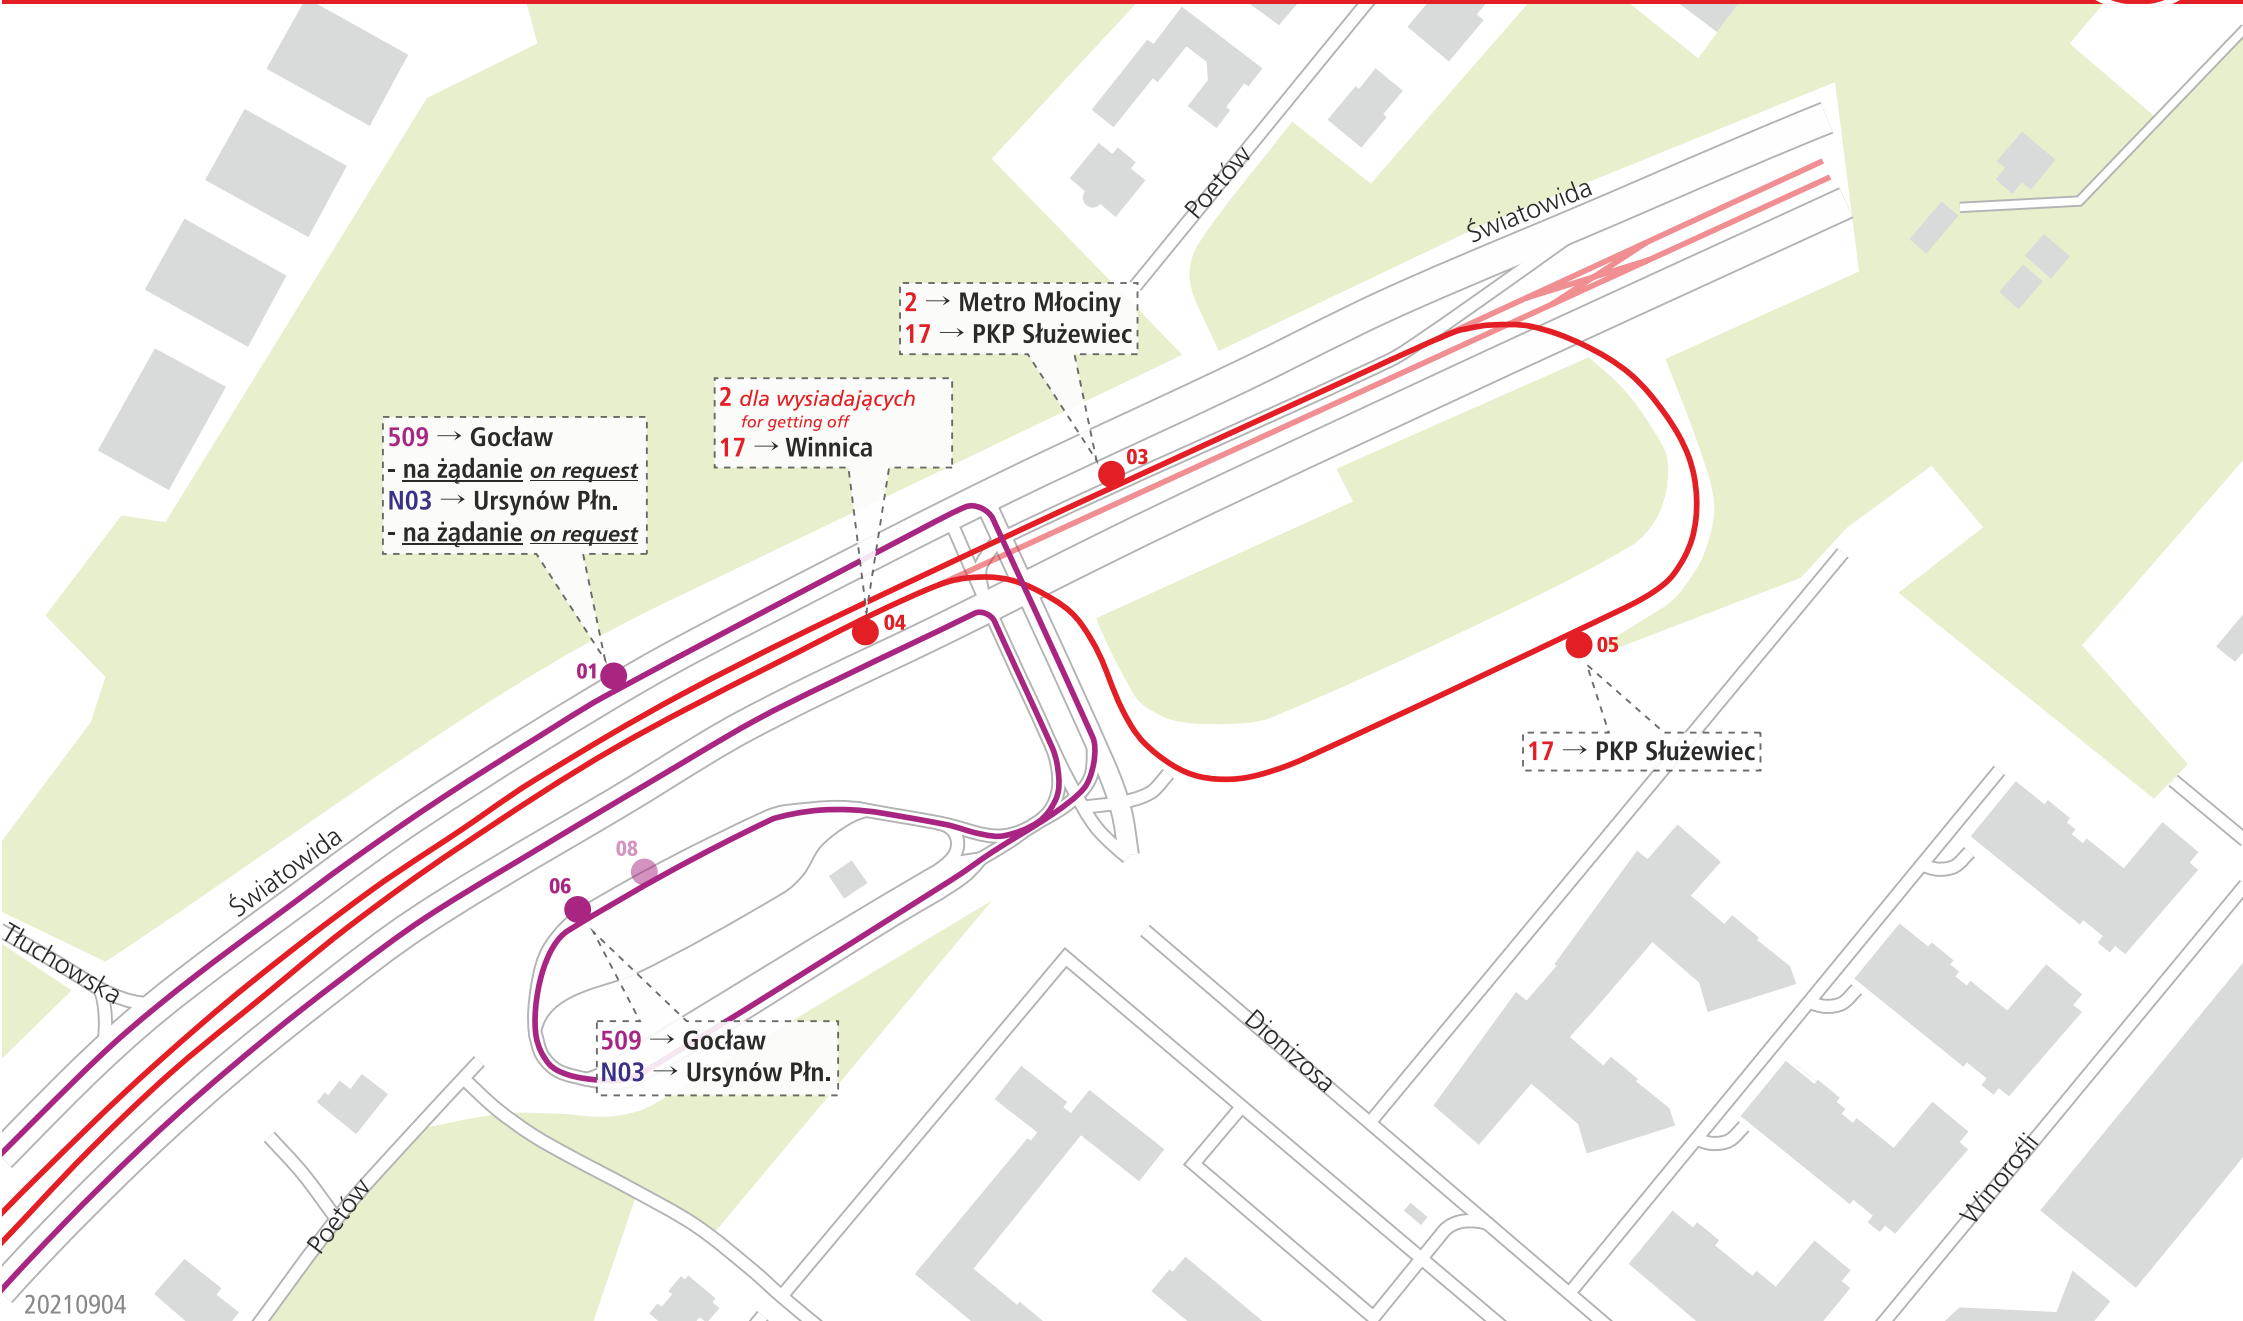 Poetów
Światowida
2 → Metro Młociny
17 → PKP Służewiec
2 dla wysiadających
for getting off
17 → Winnica
509 → Gocław
- na żądanie on request
N03 → Ursynów Płn.
- na żądanie on request
03
04
01
05
17 → PKP Służewiec
Światowida
08
06
Tłuchowska
509 → Gocław
N03 → Ursynów Płn.
Dionizosa
Poetów
Winorośli
20210904